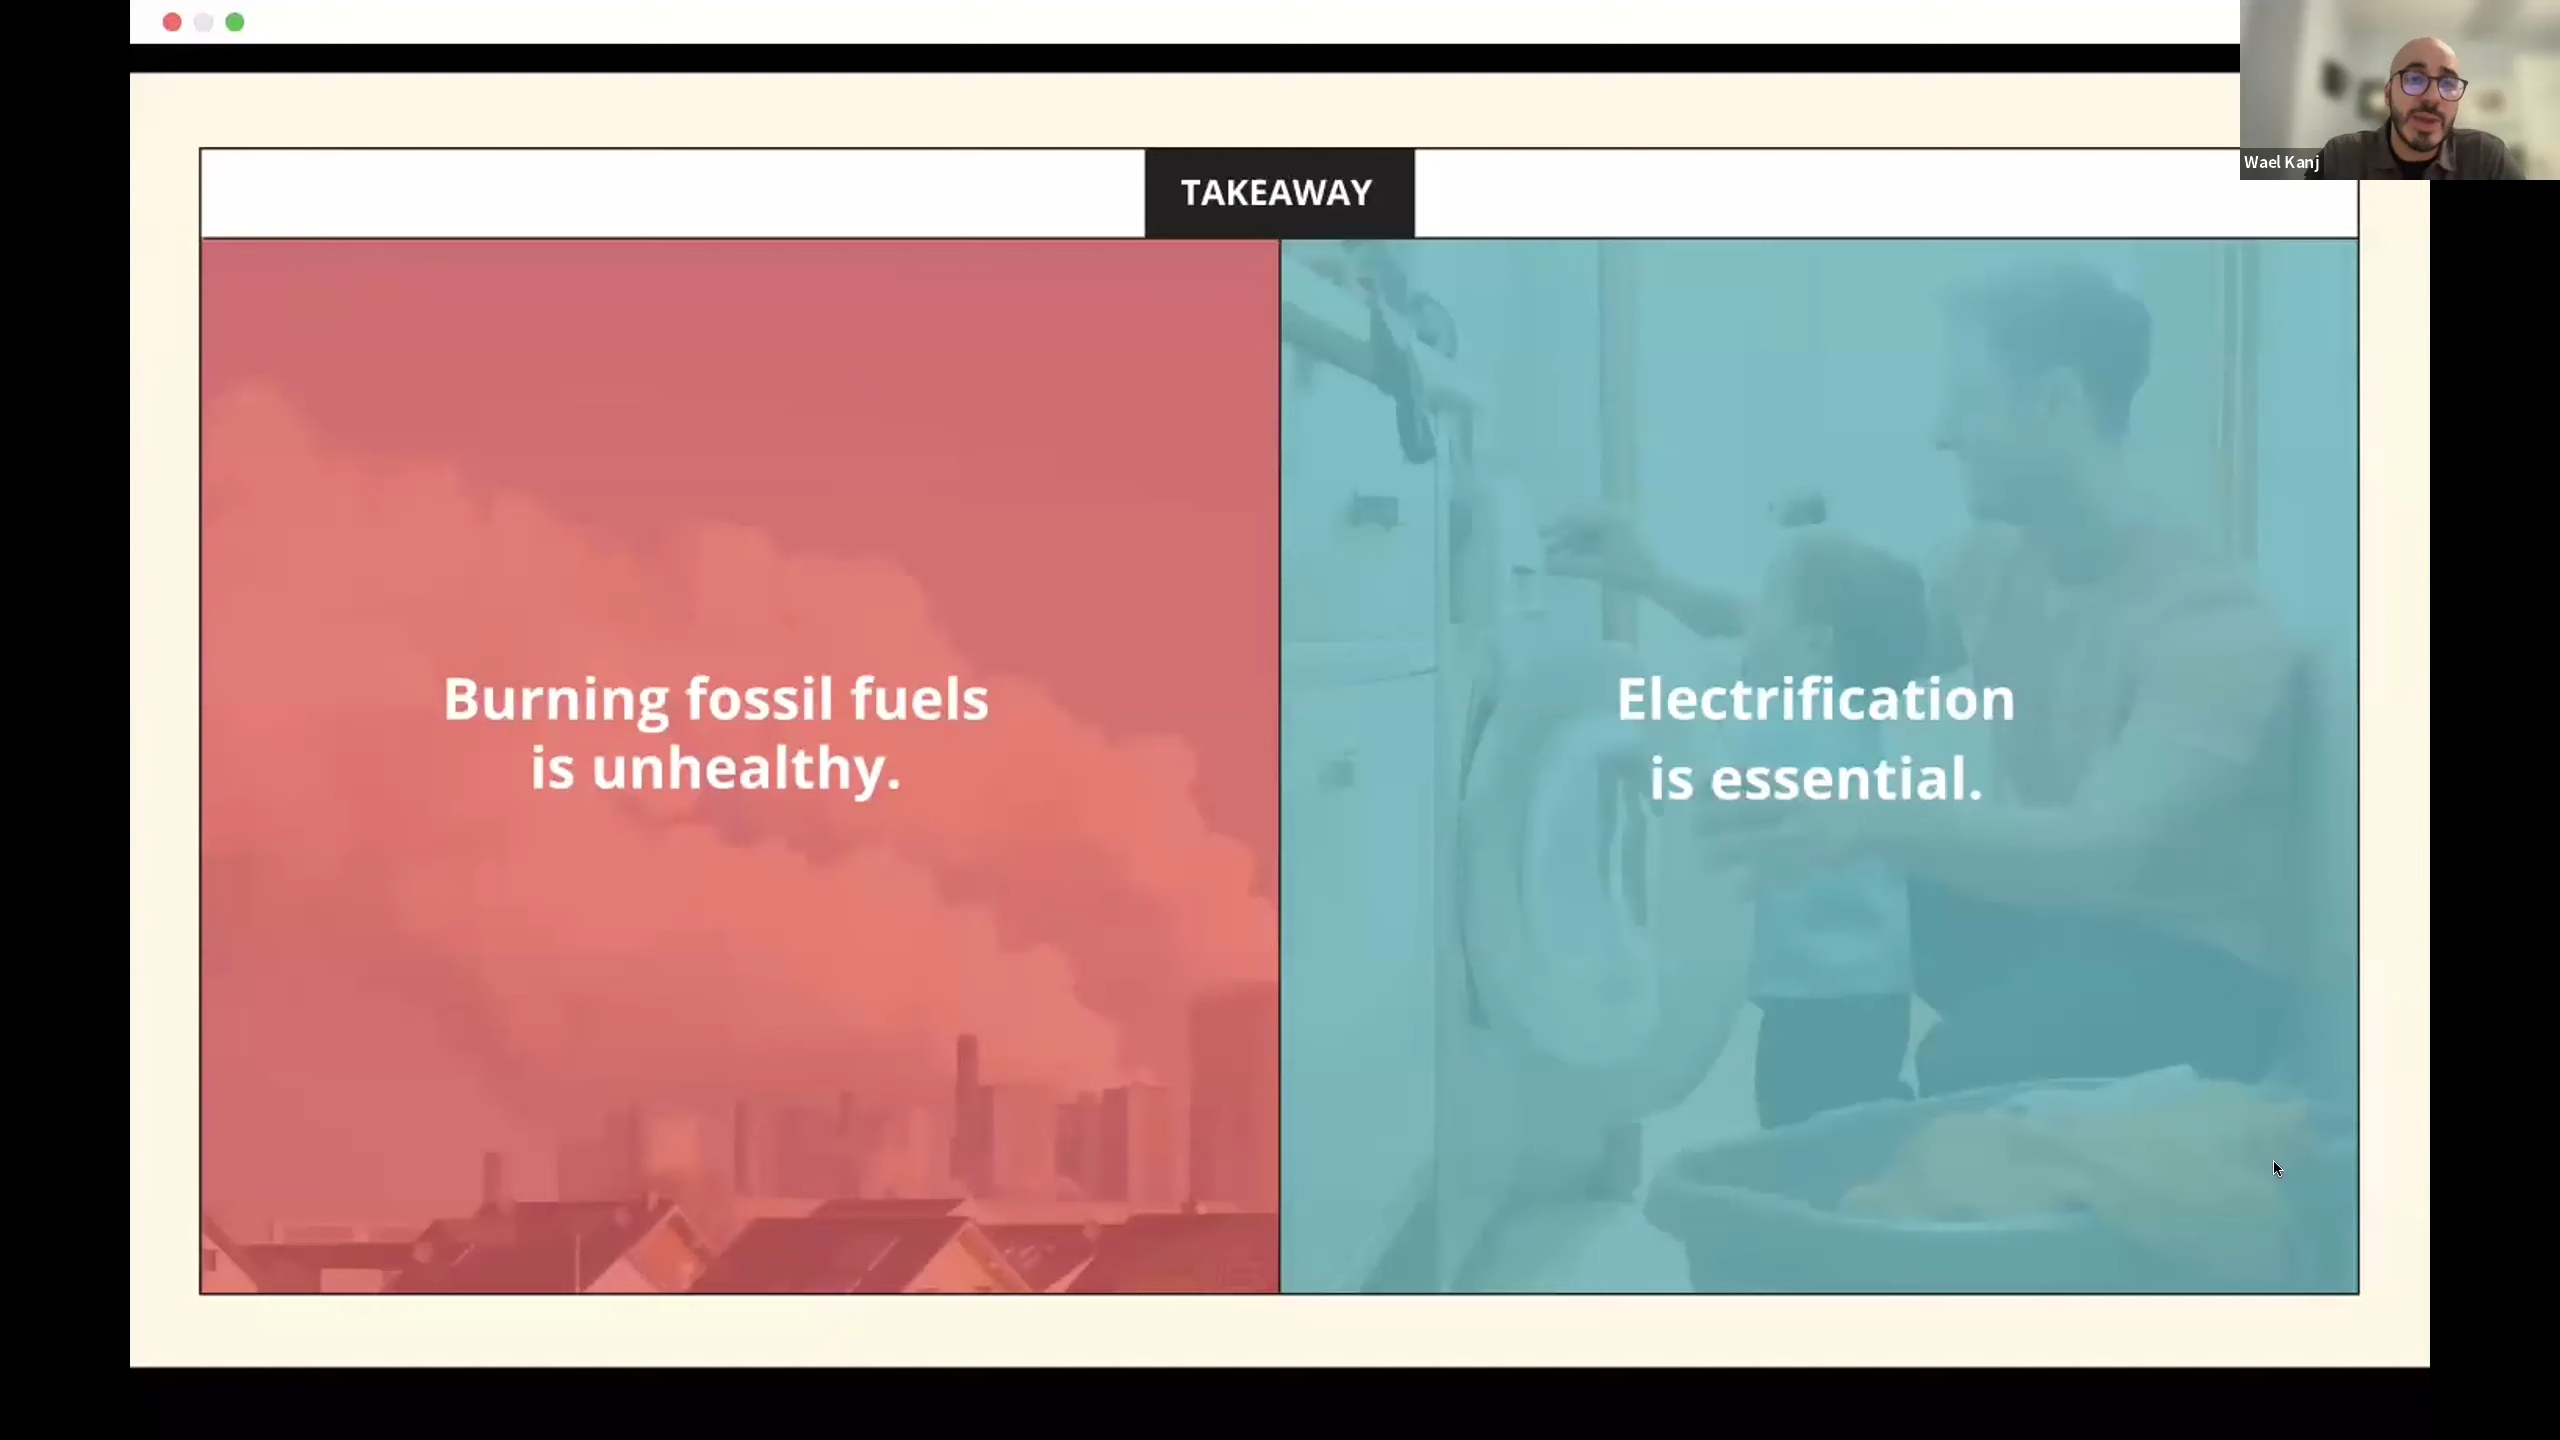 Wael Kanj
TAKEAWAY
Burning fossil fuels
is unhealthy.
Electrification
is essential.